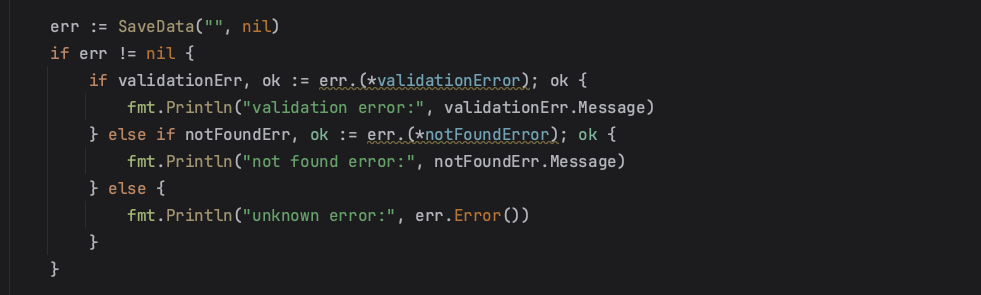 err := SaveData("", nil)
if err != nil {
    if validationErr, ok := err.(*validationError); ok {
        fmt.Println("validation error:", validationErr.Message)
    } else if notFoundErr, ok := err.(*notFoundError); ok {
        fmt.Println("not found error:", notFoundErr.Message)
    } else {
        fmt.Println("unknown error:", err.Error())
    }
}